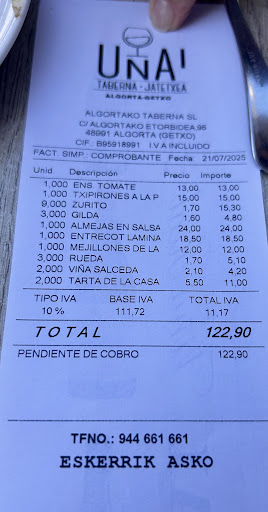 UNAI
TABERNA - JATETXEA
ALGORTA-GETXO
ALGORTAKO TABERNA SL
C/ ALGORTAKO ETORBIDEA,98
48991 ALGORTA (GETXO)
CIF: B95918991 I.V.A INCLUIDO
FACT. SIMP.: COMPROBANTE Fecha 21/07/2025
Unid Descripción Precio Importe
1,000 ENS. TOMATE 13,00 13,00
1,000 TXIPIRONES A LA P 15,00 15,00
9,000 ZURITO 1,70 15,30
3,000 GILDA 1,60 4,80
1,000 ALMEJAS EN SALSA 24,00 24,00
1,000 ENTRECOT LAMINA 18,50 18,50
1,000 MEJILLONES DE LA 12,00 12,00
3,000 RUEDA 1,70 5,10
2,000 VIÑA SALCEDA 2,10 4,20
2,000 TARTA DE LA CASA 5,50 11,00
TIPO IVA BASE IVA TOTAL IVA
10 % 111,72 11,17
TOTAL 122,90
PENDIENTE DE COBRO 122,90
TFNO.: 944 661 661
ESKERRIK ASKO